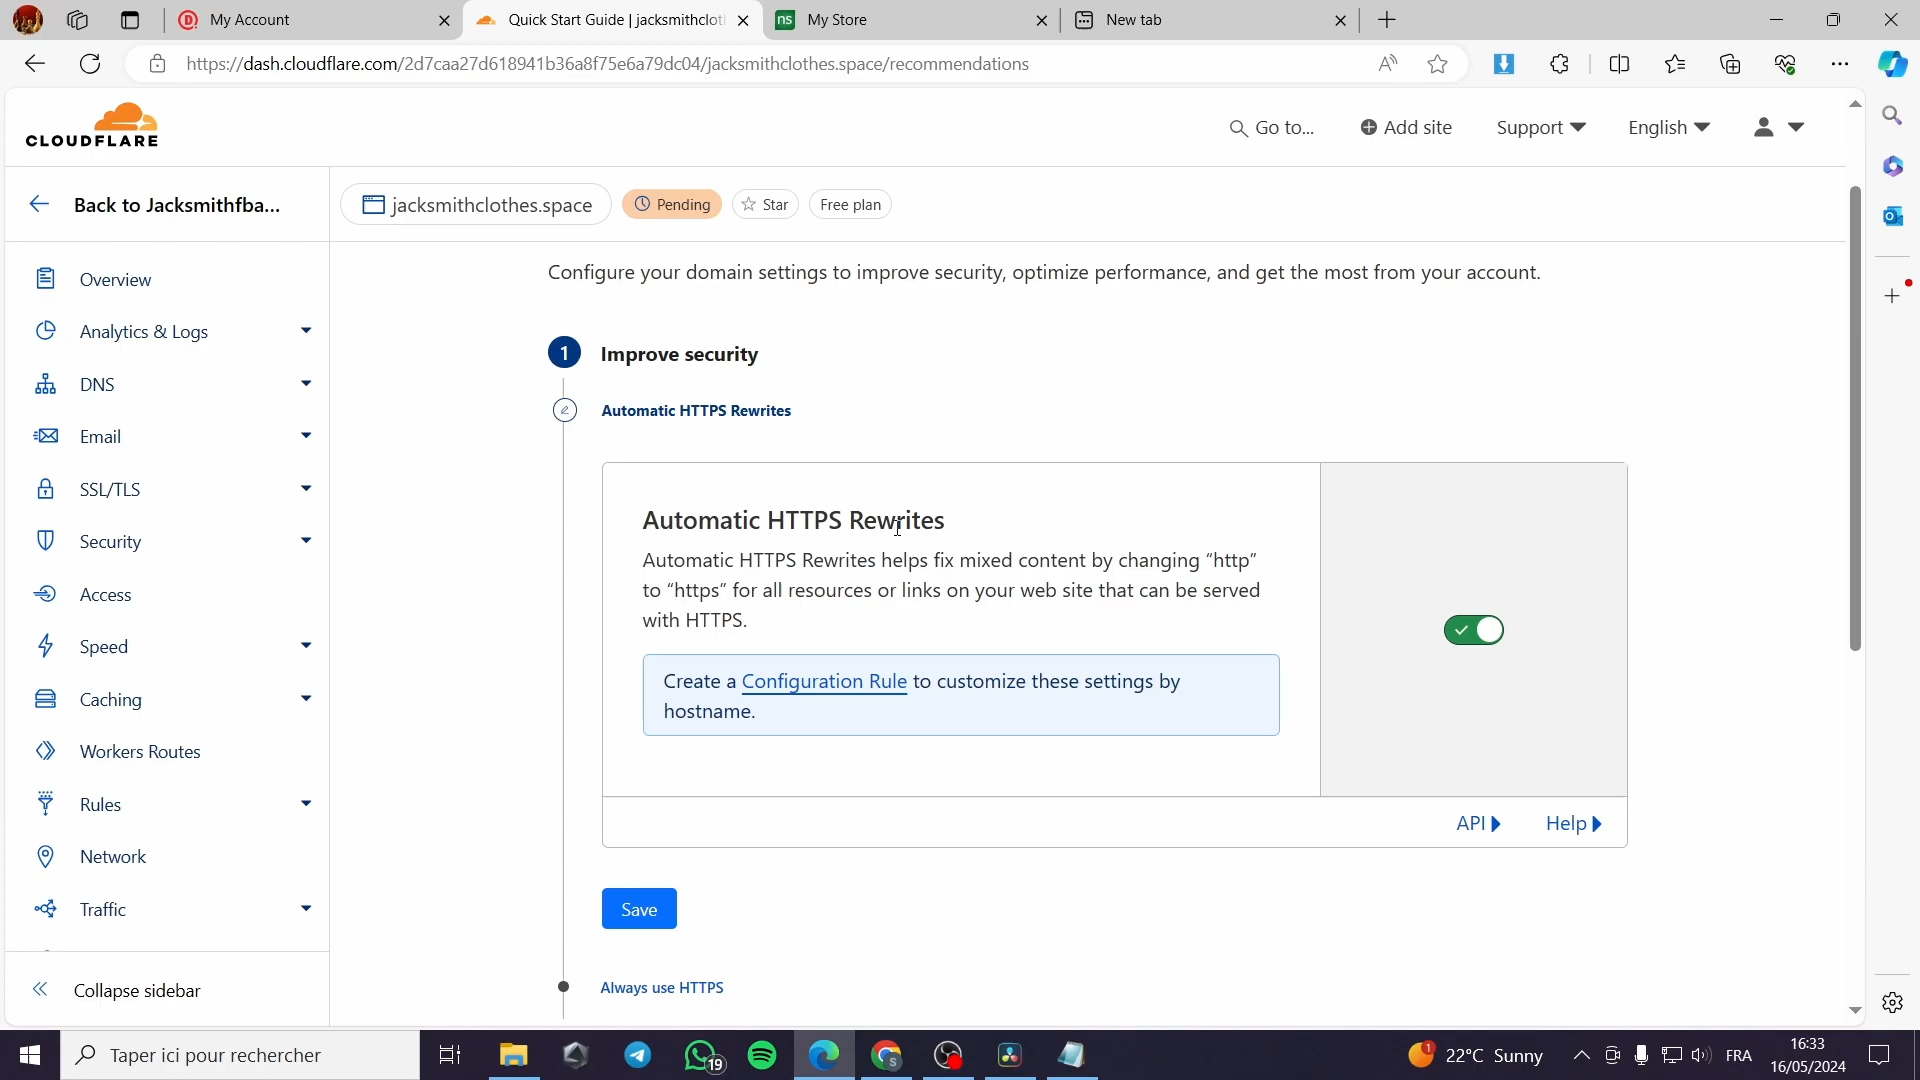 My Account
Quick Start Guide | jacksmithclot
ns
My Store
New tab
https://dash.cloudflare.com/2d7caa27d618941b36a8f75e6a79dc04/jacksmithclothes.space/recommendations
CLOUDFLARE
Go to...
Add site
Support
English
Back to Jacksmithfba...
jacksmithclothes.space
Pending
Star
Free plan
Overview
Analytics & Logs
DNS
Email
SSL/TLS
Security
Access
Speed
Caching
Workers Routes
Rules
Network
Traffic
Collapse sidebar
Configure your domain settings to improve security, optimize performance, and get the most from your account.
1
Improve security
Automatic HTTPS Rewrites
Automatic HTTPS Rewrites
Automatic HTTPS Rewrites helps fix mixed content by changing “http”
to “https” for all resources or links on your web site that can be served
with HTTPS.
Create a Configuration Rule to customize these settings by
hostname.
API
Help
Save
Always use HTTPS
Taper ici pour rechercher
19
1
22°C Sunny
FRA
16:33
16/05/2024